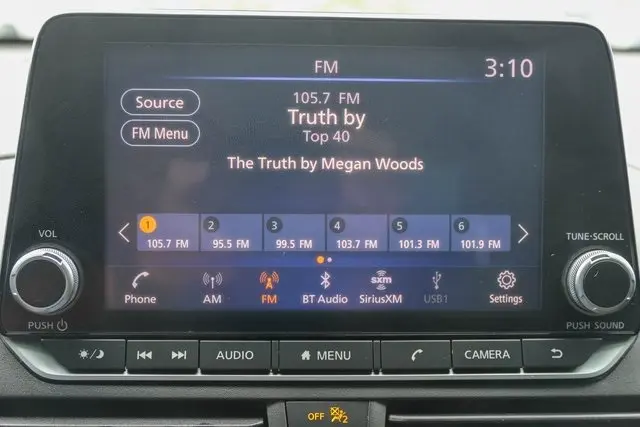 FM
3:10
Source
FM Menu
105.7 FM
Truth by
Top 40
The Truth by Megan Woods
1
105.7 FM
2
95.5 FM
3
99.5 FM
4
103.7 FM
5
101.3 FM
6
101.9 FM
VOL
TUNE·SCROLL
Phone
AM
FM
BT Audio
sxm
SiriusXM
USB1
Settings
PUSH
PUSH SOUND
AUDIO
MENU
CAMERA
OFF
2